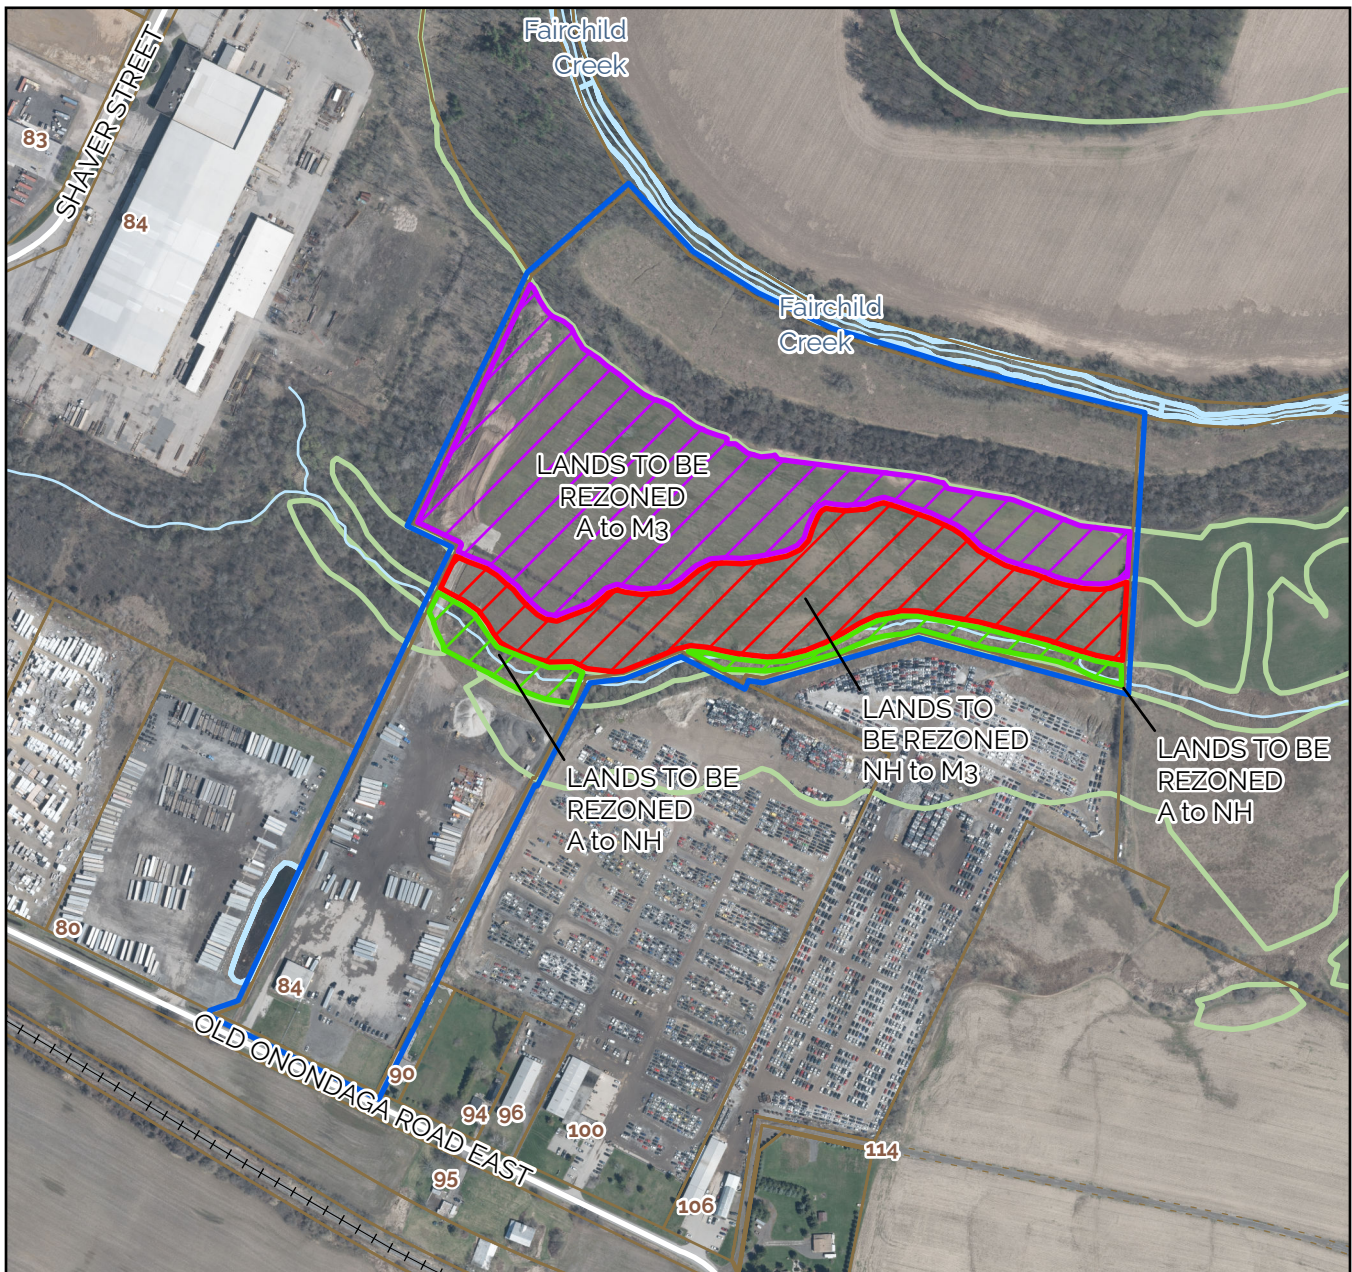 Fairchild
Creek
SHAVER STREET
83
84
Fairchild
Creek
LANDS TO BE
REZONED
A to M3
LANDS TO
BE REZONED
NH to M3
LANDS TO BE
REZONED
A to NH
LANDS TO BE
REZONED
A to NH
80
84
OLD ONONDAGA ROAD EAST
90
94
96
100
95
106
114